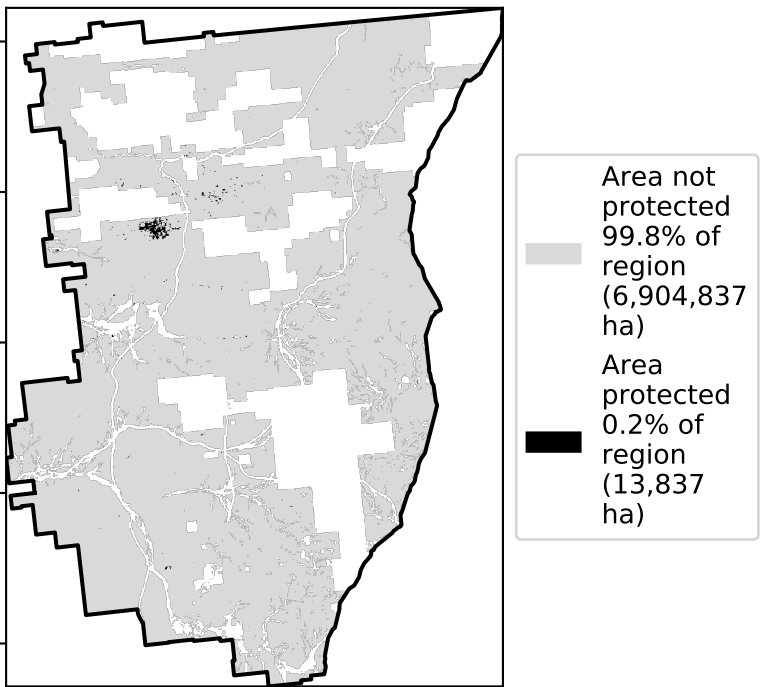 Area not
protected
99.8% of
region
(6,904,837
ha)
Area
protected
0.2% of
region
(13,837
ha)